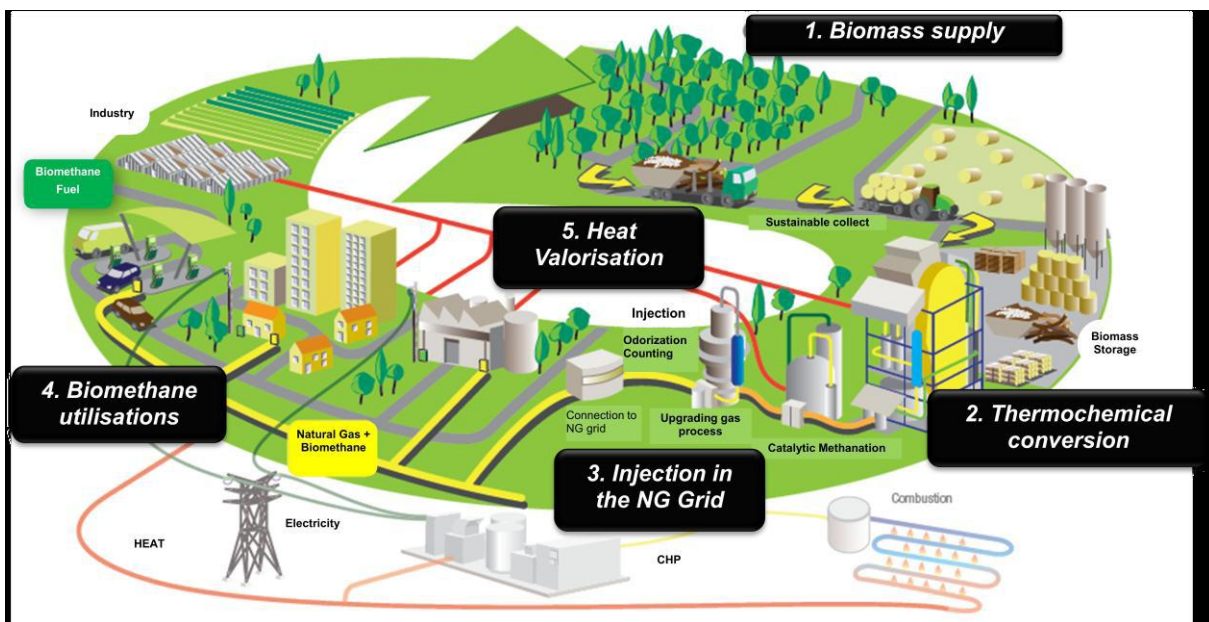 1. Biomass supply
Industry
Biomethane
Fuel
Sustainable collect
5. Heat
Valorisation
Injection
Odorization
Counting
Biomass
Storage
4. Biomethane
utilisations
Connection to
NG grid
Upgrading gas
process
Catalytic Methanation
2. Thermochemical
conversion
Natural Gas +
Biomethane
3. Injection in
the NG Grid
Combustion
Electricity
HEAT
CHP